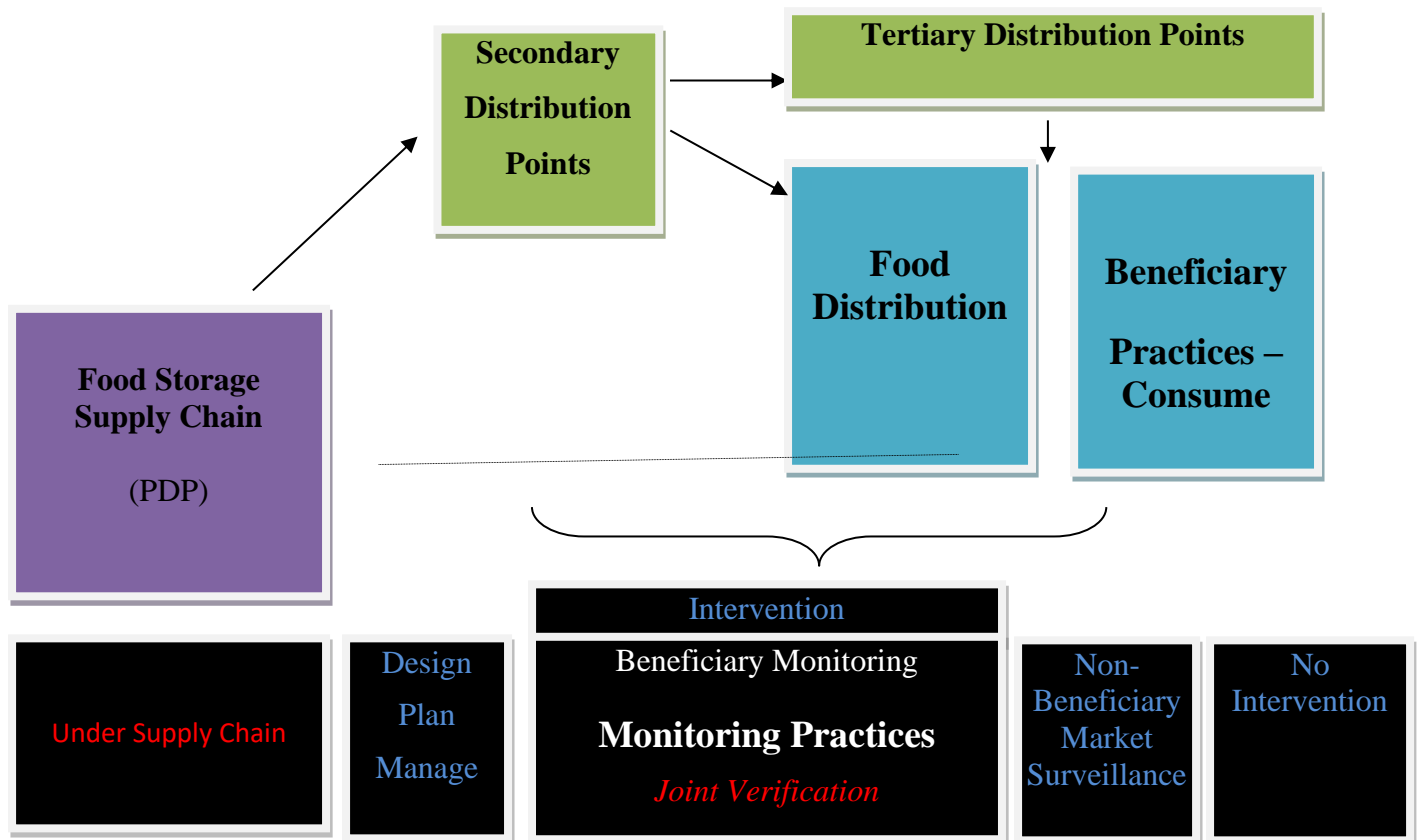 Secondary
Distribution
Points
Tertiary Distribution Points
Food
Distribution
Beneficiary
Practices –
Consume
Food Storage
Supply Chain
(PDP)
Under Supply Chain
Design
Plan
Manage
Intervention
Beneficiary Monitoring
Monitoring Practices
Joint Verification
Non-
Beneficiary
Market
Surveillance
No
Intervention